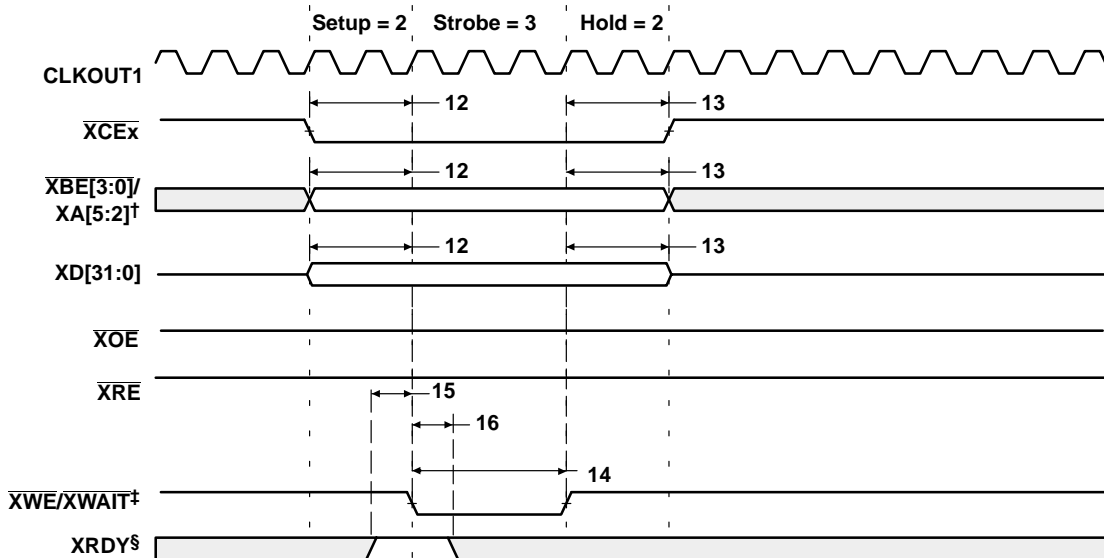 Setup = 2 Strobe = 3 Hold = 2
CLKOUT1
12 13
XCEx
12 13
XBE[3:0]/
XA[5:2]†
12 13
XD[31:0]
XOE
XRE
15
16
14
XWE/XWAIT‡
XRDY§